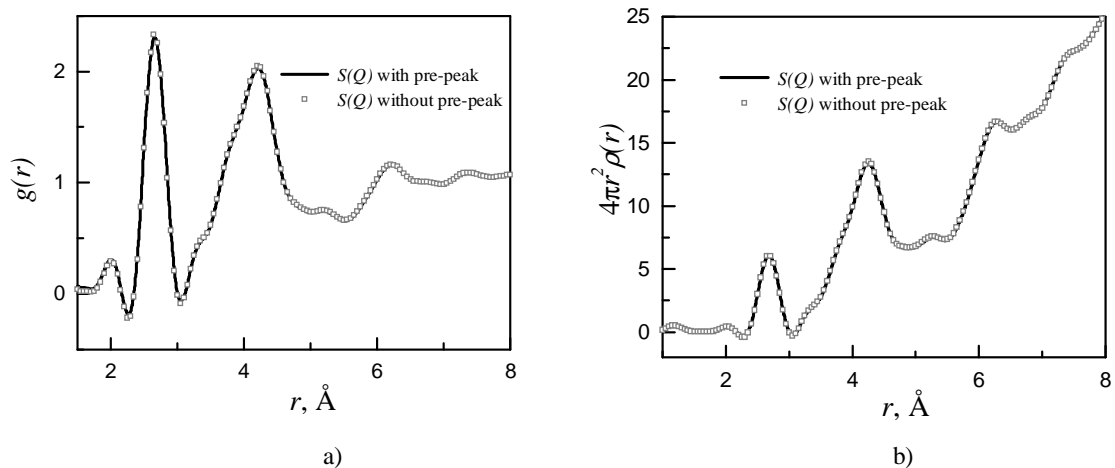 2
1
0
g(r)
S(Q) with pre-peak
S(Q) without pre-peak
2 4 6 8
r, Å
a)
25
20
15
10
5
0
4πr²ρ(r)
S(Q) with pre-peak
S(Q) without pre-peak
2 4 6 8
r, Å
b)